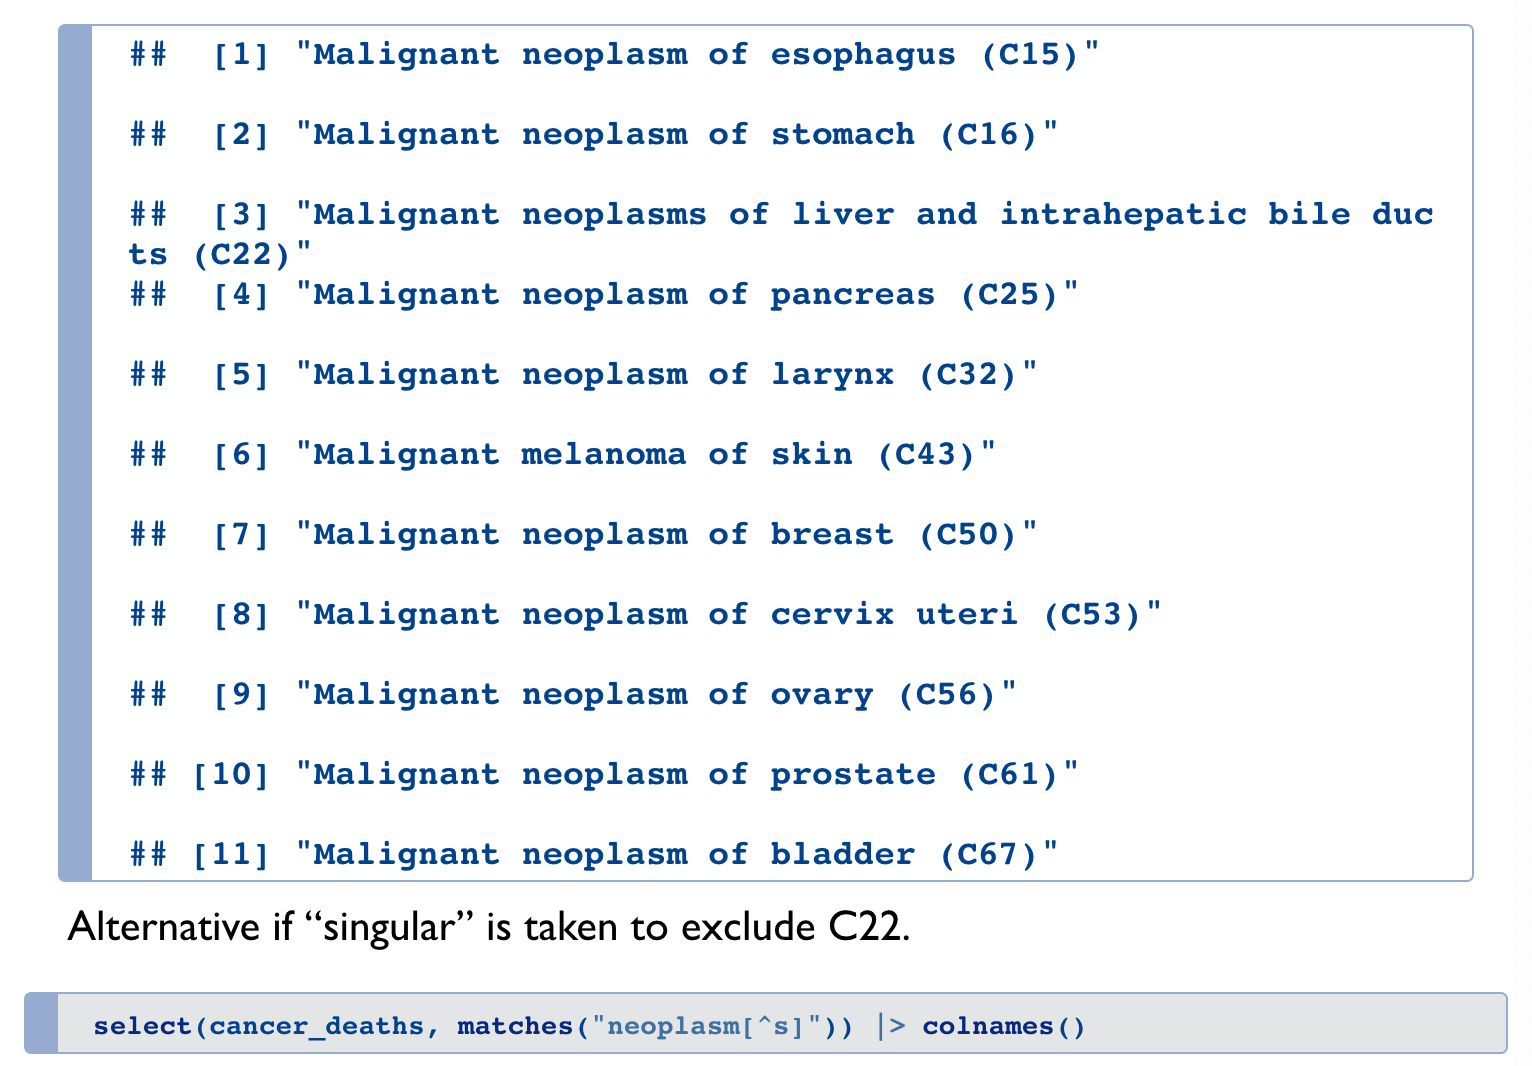 ## [1] "Malignant neoplasm of esophagus (C15)"
## [2] "Malignant neoplasm of stomach (C16)"
## [3] "Malignant neoplasms of liver and intrahepatic bile duc
ts (C22)"
## [4] "Malignant neoplasm of pancreas (C25)"
## [5] "Malignant neoplasm of larynx (C32)"
## [6] "Malignant melanoma of skin (C43)"
## [7] "Malignant neoplasm of breast (C50)"
## [8] "Malignant neoplasm of cervix uteri (C53)"
## [9] "Malignant neoplasm of ovary (C56)"
## [10] "Malignant neoplasm of prostate (C61)"
## [11] "Malignant neoplasm of bladder (C67)"
Alternative if “singular” is taken to exclude C22.
select(cancer_deaths, matches("neoplasm[^s]")) |> colnames()